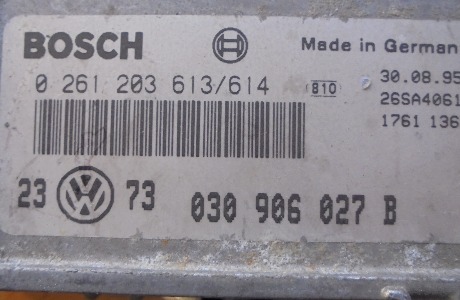 BOSCH Made in German
0 261 203 613/614 810 30.08.95
26SA4061
1761 136
23 VW 73 030 906 027 B